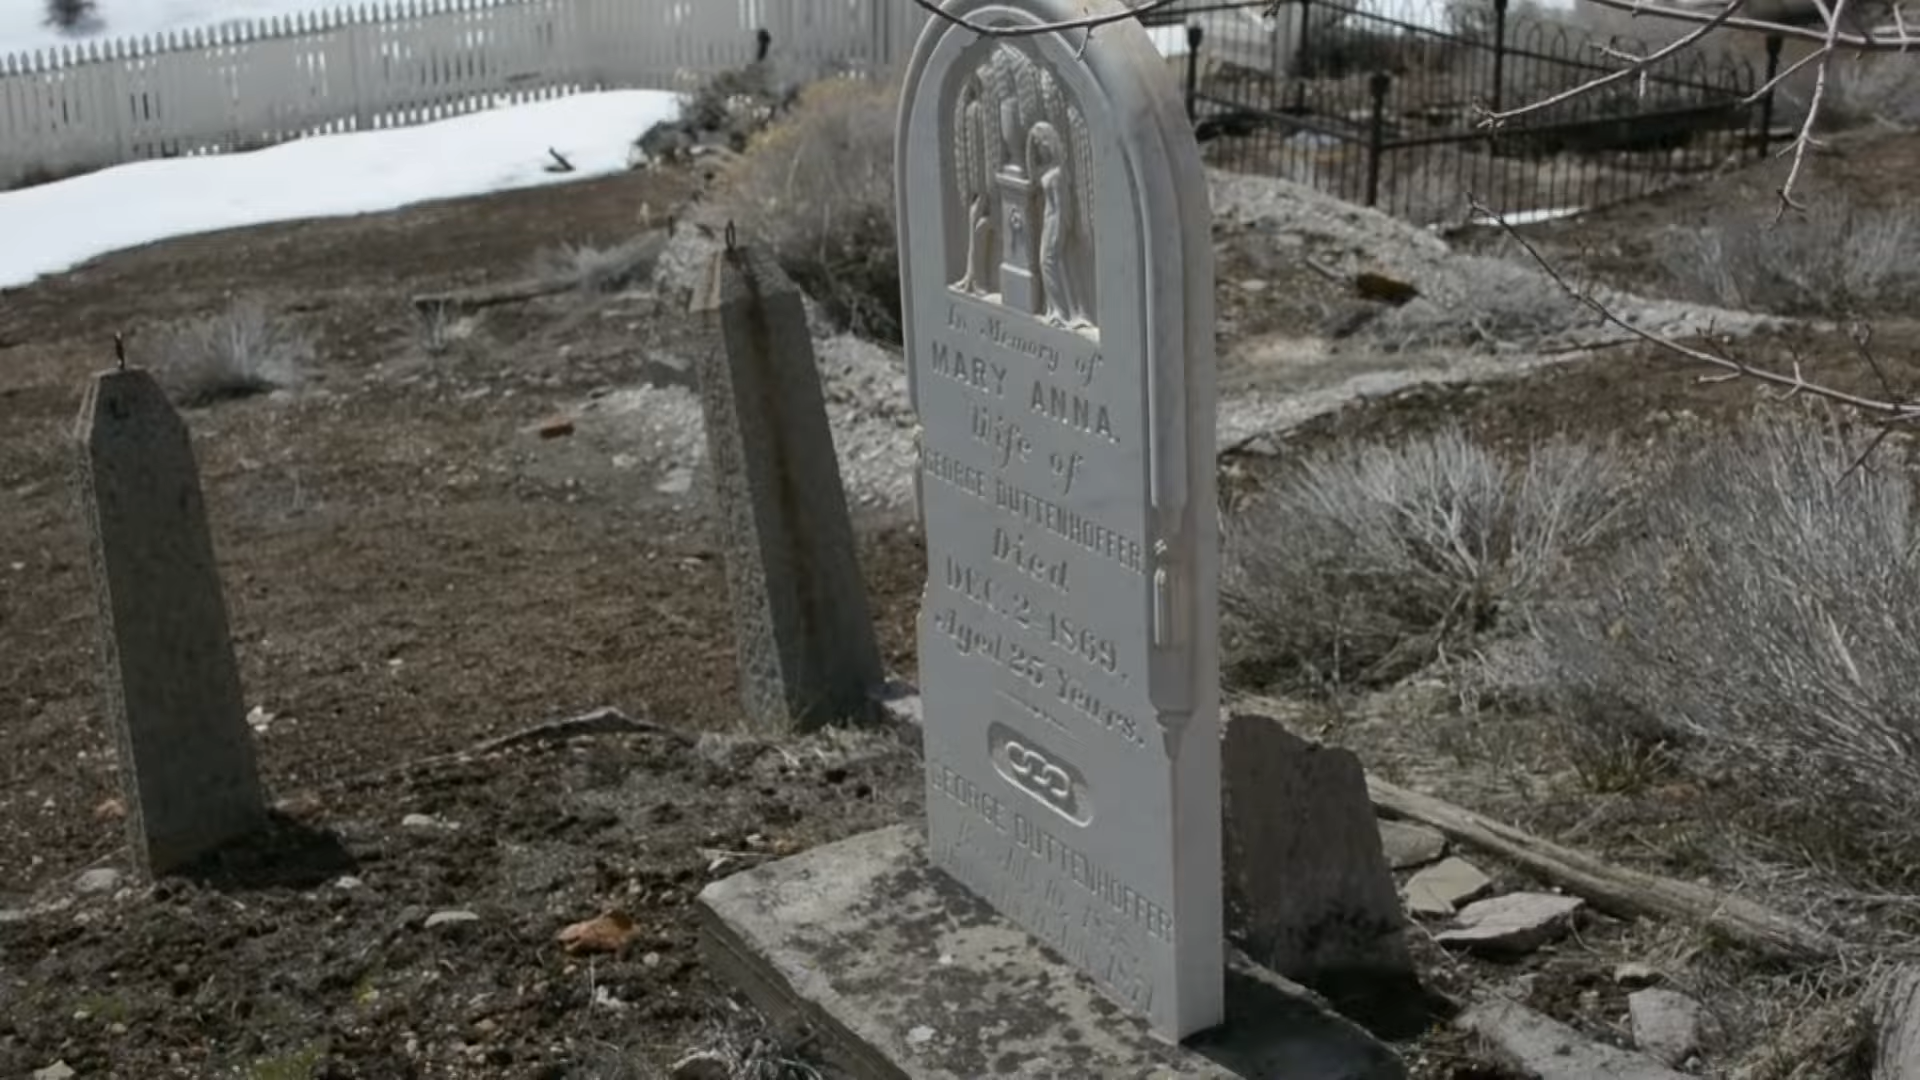 In Memory of
MARY ANNA.
Wife of
GEORGE DUTTENHOFFER
Died
DEC. 2 1869.
Aged 25 Years.
GEORGE DUTTENHOFFER